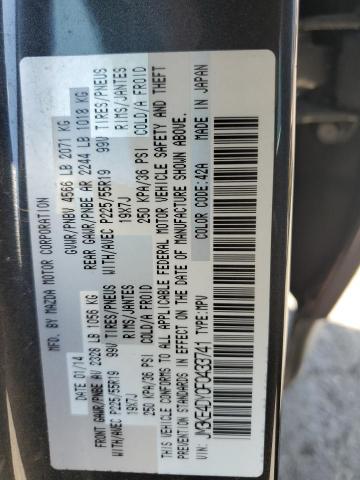 MFD. BY MAZDA MOTOR CORPORATION
DATE 01/14 GVWR/PNBV 4566 LB 2071 KG
FRONT GAWR/PNBE AV 2328 LB 1056 KG REAR GAWR/PNBE AR 2244 LB 1018 KG
WITH/AVEC P225/55R19 99V TIRES/PNEUS WITH/AVEC P225/55R19 99V TIRES/PNEUS
19X7J RIMS/JANTES 19X7J RIMS/JANTES
250 KPA/36 PSI COLD/A FROID 250 KPA/36 PSI COLD/A FROID
THIS VEHICLE CONFORMS TO ALL APPLICABLE FEDERAL MOTOR VEHICLE SAFETY AND THEFT
PREVENTION STANDARDS IN EFFECT ON THE DATE OF MANUFACTURE SHOWN ABOVE.
VIN: JM3KE4DY0F0433741 TYPE: MPV COLOR CODE: 42A MADE IN JAPAN